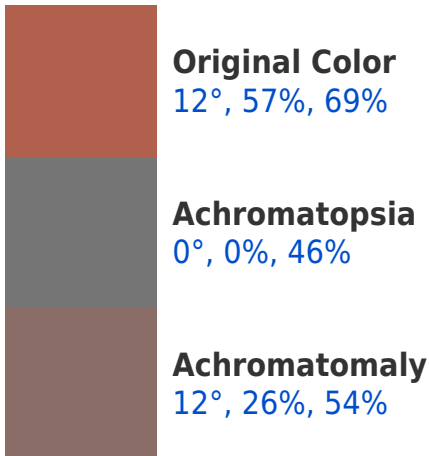 Original Color
12°, 57%, 69%
Achromatopsia
0°, 0%, 46%
Achromatomaly
12°, 26%, 54%